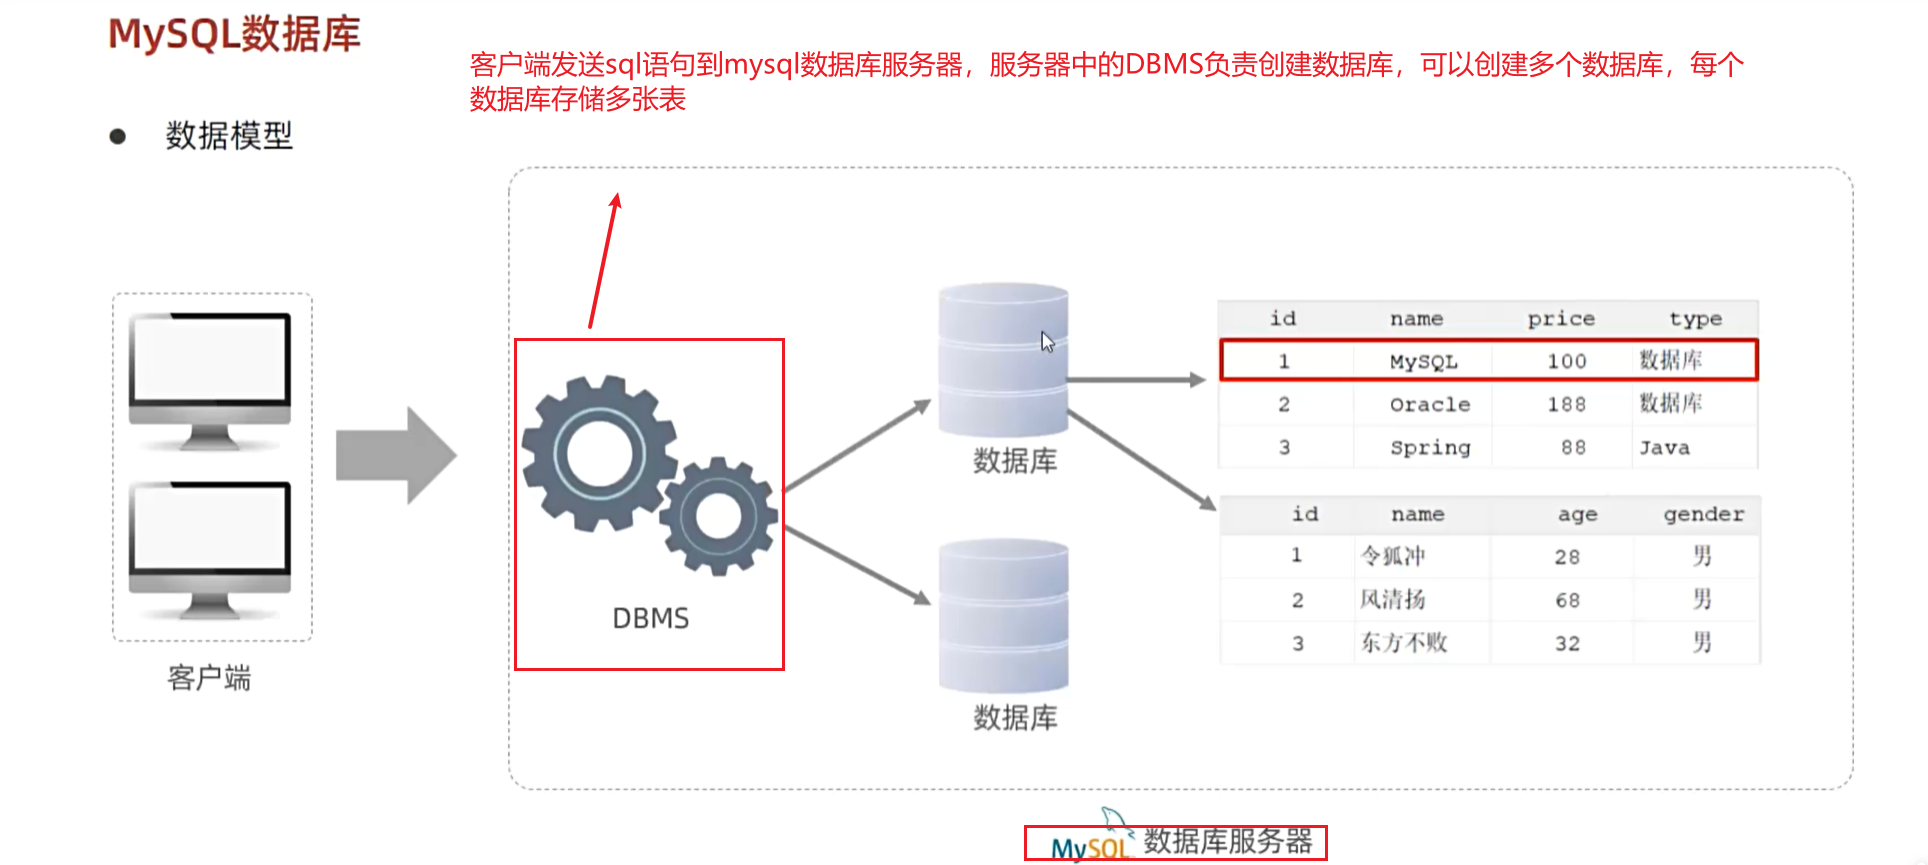 MySQL数据库
客户端发送sql语句到mysql数据库服务器，服务器中的DBMS负责创建数据库，可以创建多个数据库，每个
数据库存储多张表
● 数据模型
客户端
DBMS
数据库
数据库
id name price type
1 MySQL 100 数据库
2 Oracle 188 数据库
3 Spring 88 Java
id name age gender
1 令狐冲 28 男
2 风清扬 68 男
3 东方不败 32 男
MySQL 数据库服务器